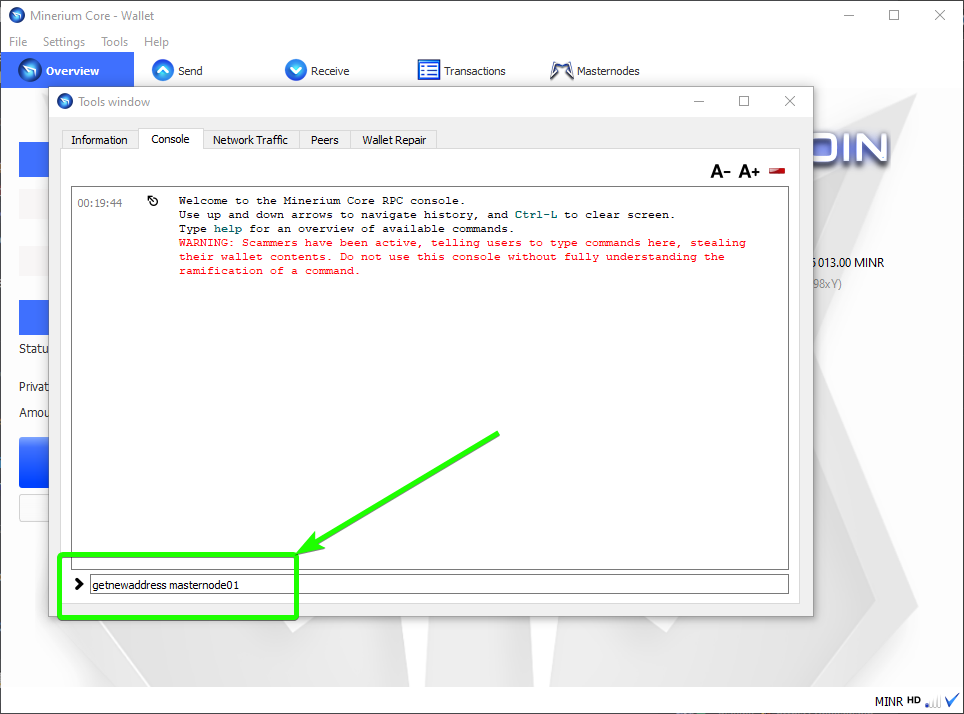 Minerium Core - Wallet
File Settings Tools Help
Overview Send Receive Transactions Masternodes
Tools window
Information Console Network Traffic Peers Wallet Repair
A- A+
00:19:44 Welcome to the Minerium Core RPC console.
Use up and down arrows to navigate history, and Ctrl-L to clear screen.
Type help for an overview of available commands.
WARNING: Scammers have been active, telling users to type commands here, stealing
their wallet contents. Do not use this console without fully understanding the
ramification of a command.
OIN
013.00 MINR
98xY)
Statu
Privat
Amou
getnewaddress masternode01
MINR HD